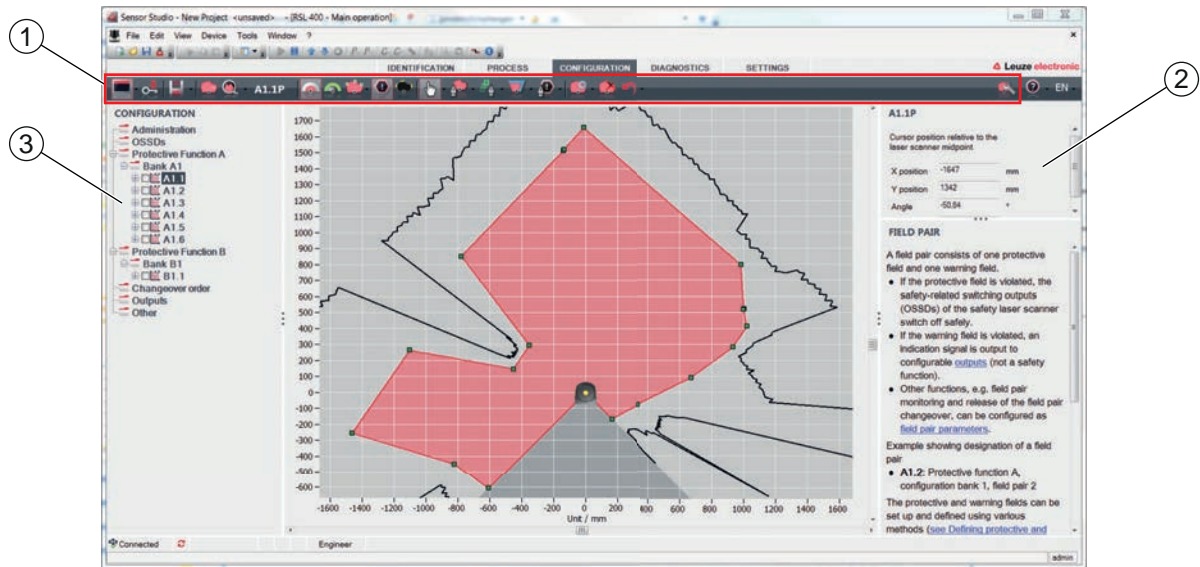 Sensor Studio - New Project <unsaved> - [RSL 400 - Main operation]
File Edit View Device Tools Window ?
IDENTIFICATION PROCESS CONFIGURATION DIAGNOSTICS SETTINGS
Leuze electronic
A1.1P
EN
1
2
3
CONFIGURATION
Administration
OSSDs
Protective Function A
Bank A1
A1.1
A1.2
A1.3
A1.4
A1.5
A1.6
Protective Function B
Bank B1
B1.1
Changeover order
Outputs
Other
1700
1600
1500
1400
1300
1200
1100
1000
900
800
700
600
500
400
300
200
100
0
-100
-200
-300
-400
-500
-600
-1600 -1400 -1200 -1000 -800 -600 -400 -200 0 200 400 600 800 1000 1200 1400 1600
Unit / mm
A1.1P
Cursor position relative to the
laser scanner midpoint
X position -1647 mm
Y position 1342 mm
Angle -50.84 °
FIELD PAIR
A field pair consists of one protective
field and one warning field.
• If the protective field is violated, the
safety-related switching outputs
(OSSDs) of the safety laser scanner
switch off safely.
• If the warning field is violated, an
indication signal is output to
configurable outputs (not a safety
function).
• Other functions, e.g. field pair
monitoring and release of the field pair
changeover, can be configured as
field pair parameters.
Example showing designation of a field
pair
• A1.2: Protective function A,
configuration bank 1, field pair 2
The protective and warning fields can be
set up and defined using various
methods (see Defining protective and
Connected
Engineer
admin